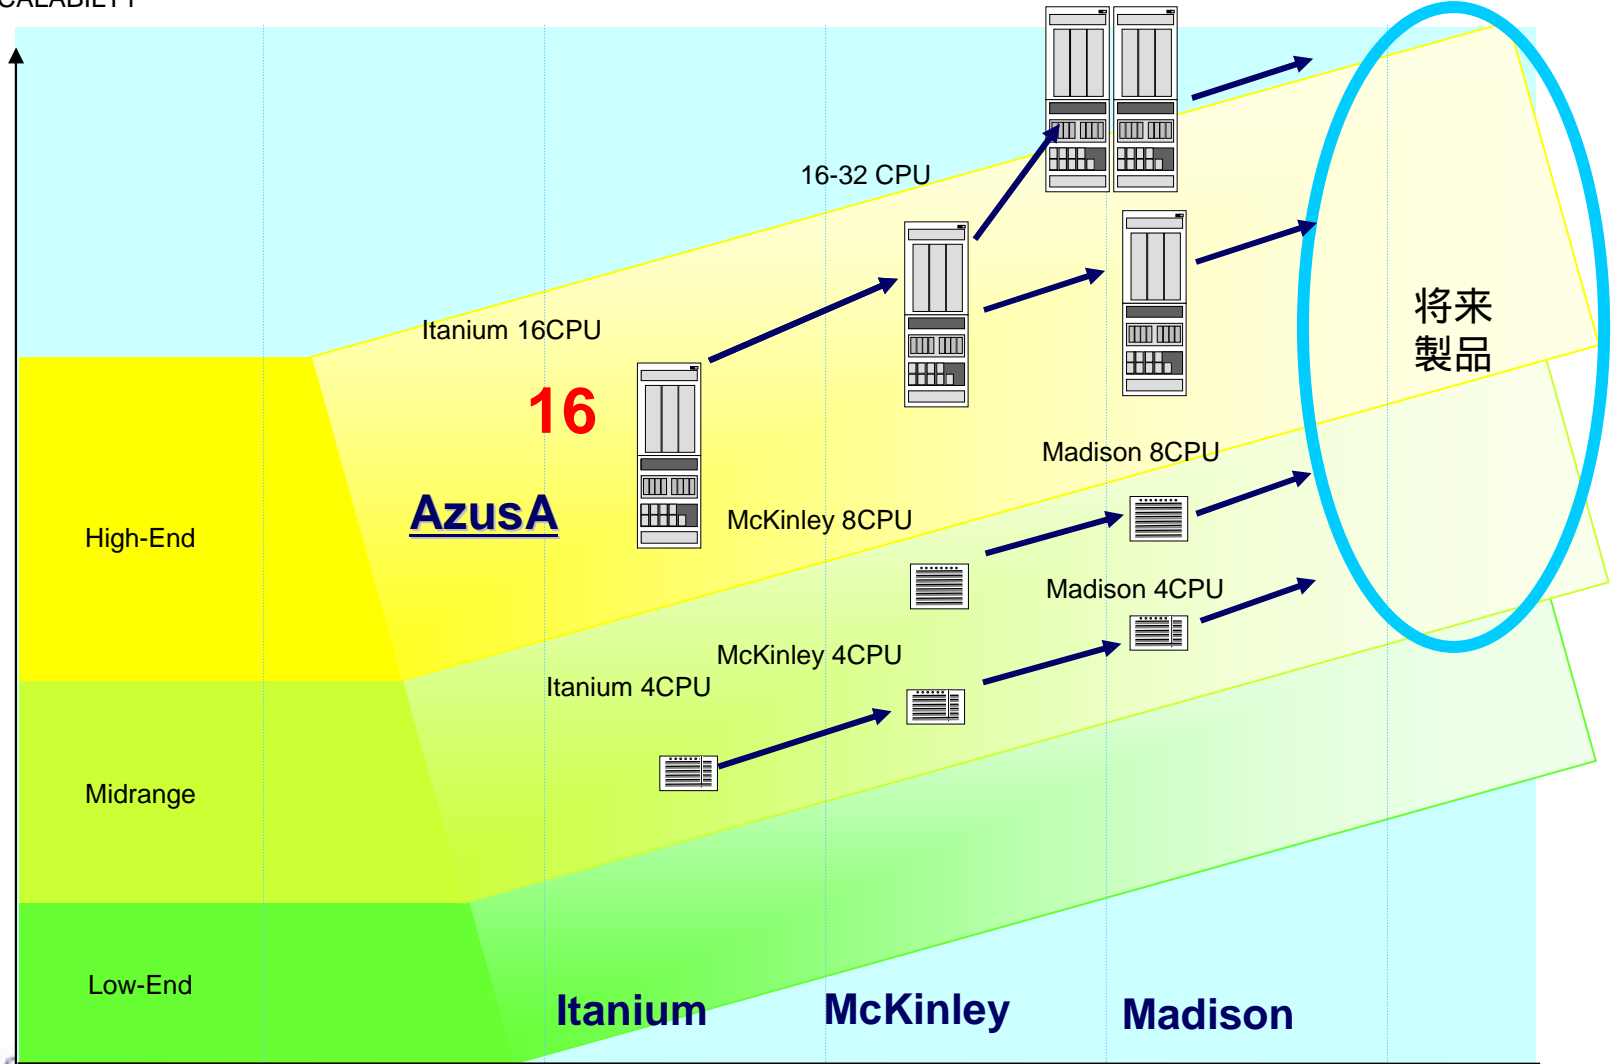 16-32 CPU
Itanium 16CPU
16
AzusA
将来
製品
Madison 8CPU
McKinley 8CPU
High-End
Madison 4CPU
McKinley 4CPU
Itanium 4CPU
Midrange
Low-End
Itanium
McKinley
Madison